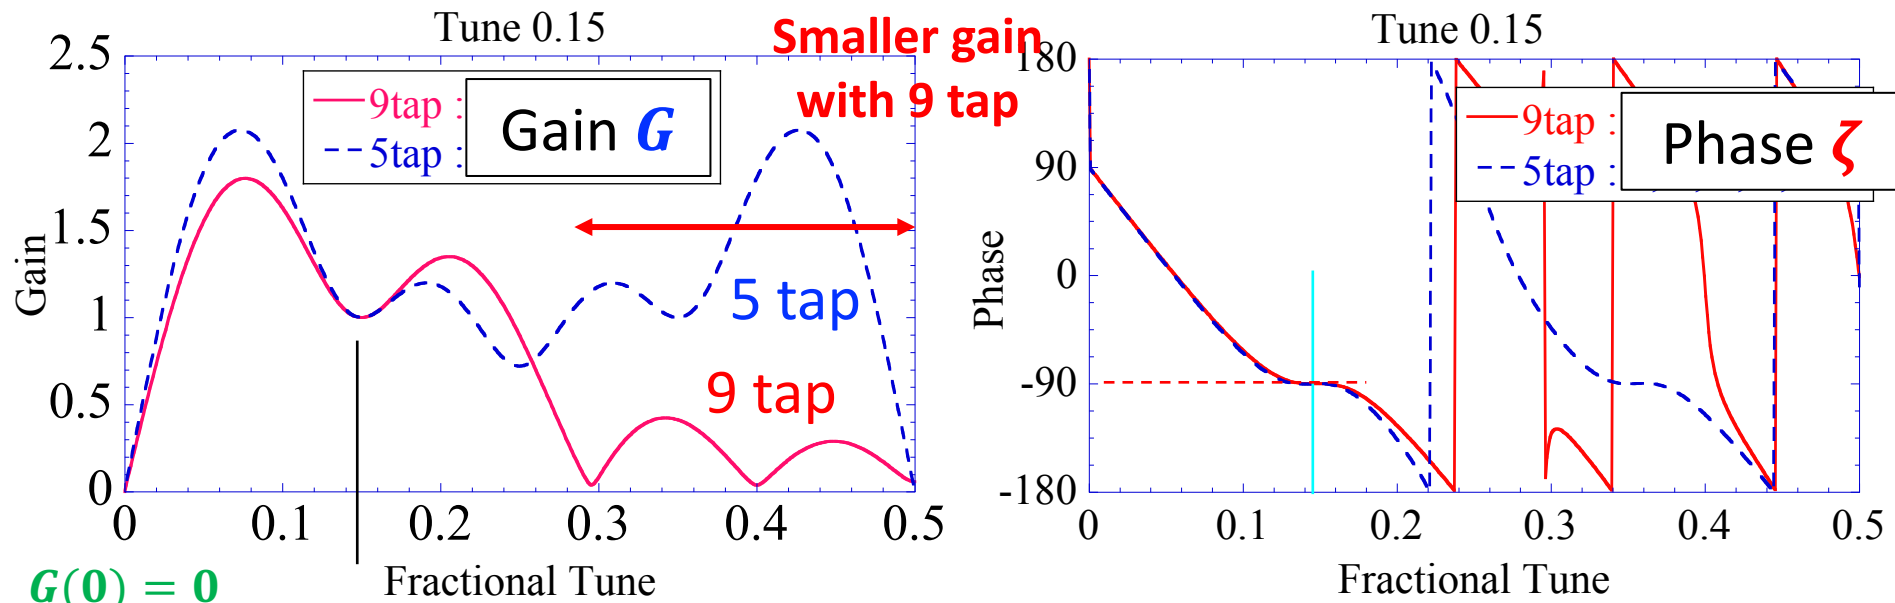 Tune 0.15
Smaller gain
with 9 tap
2.5
2
1.5
1
0.5
0
Gain
9tap :
5tap :
Gain G
5 tap
9 tap
0 0.1 0.2 0.3 0.4 0.5
Fractional Tune
G(0) = 0
Tune 0.15
180
90
0
-90
-180
Phase
9tap :
5tap :
Phase ζ
0 0.1 0.2 0.3 0.4 0.5
Fractional Tune